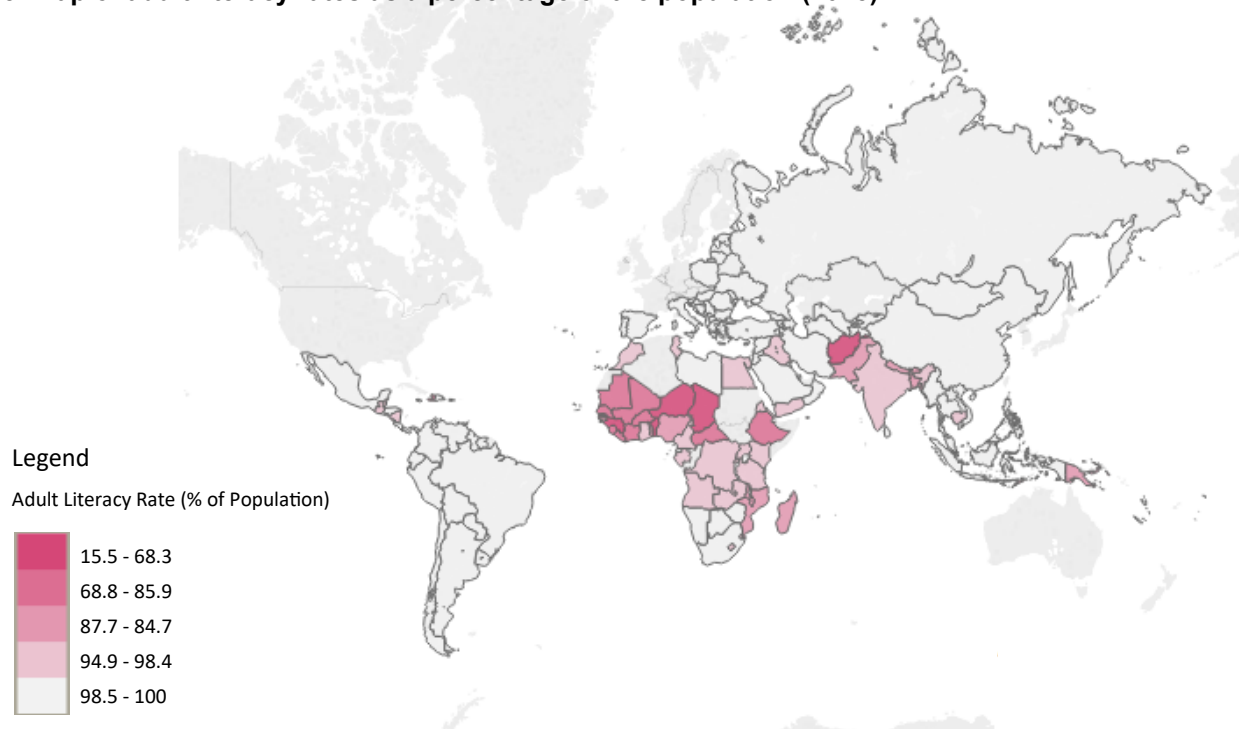 Legend
Adult Literacy Rate (% of Population)
15.5 - 68.3
68.8 - 85.9
87.7 - 84.7
94.9 - 98.4
98.5 - 100